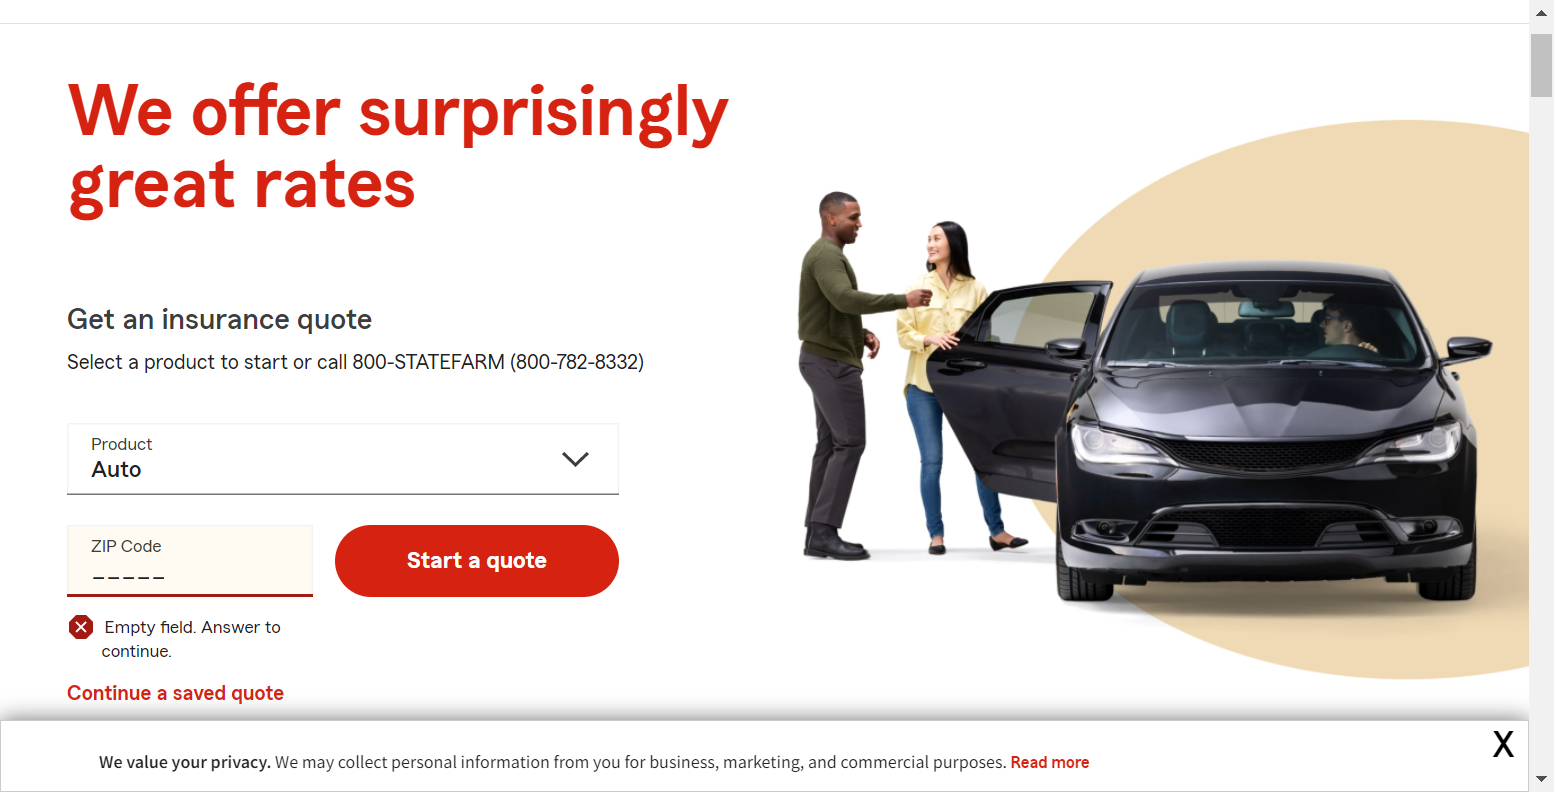 We offer surprisingly
great rates
Get an insurance quote
Select a product to start or call 800-STATEFARM (800-782-8332)
Product
Auto
ZIP Code
_____
Start a quote
Empty field. Answer to
continue.
Continue a saved quote
We value your privacy. We may collect personal information from you for business, marketing, and commercial purposes. Read more
X